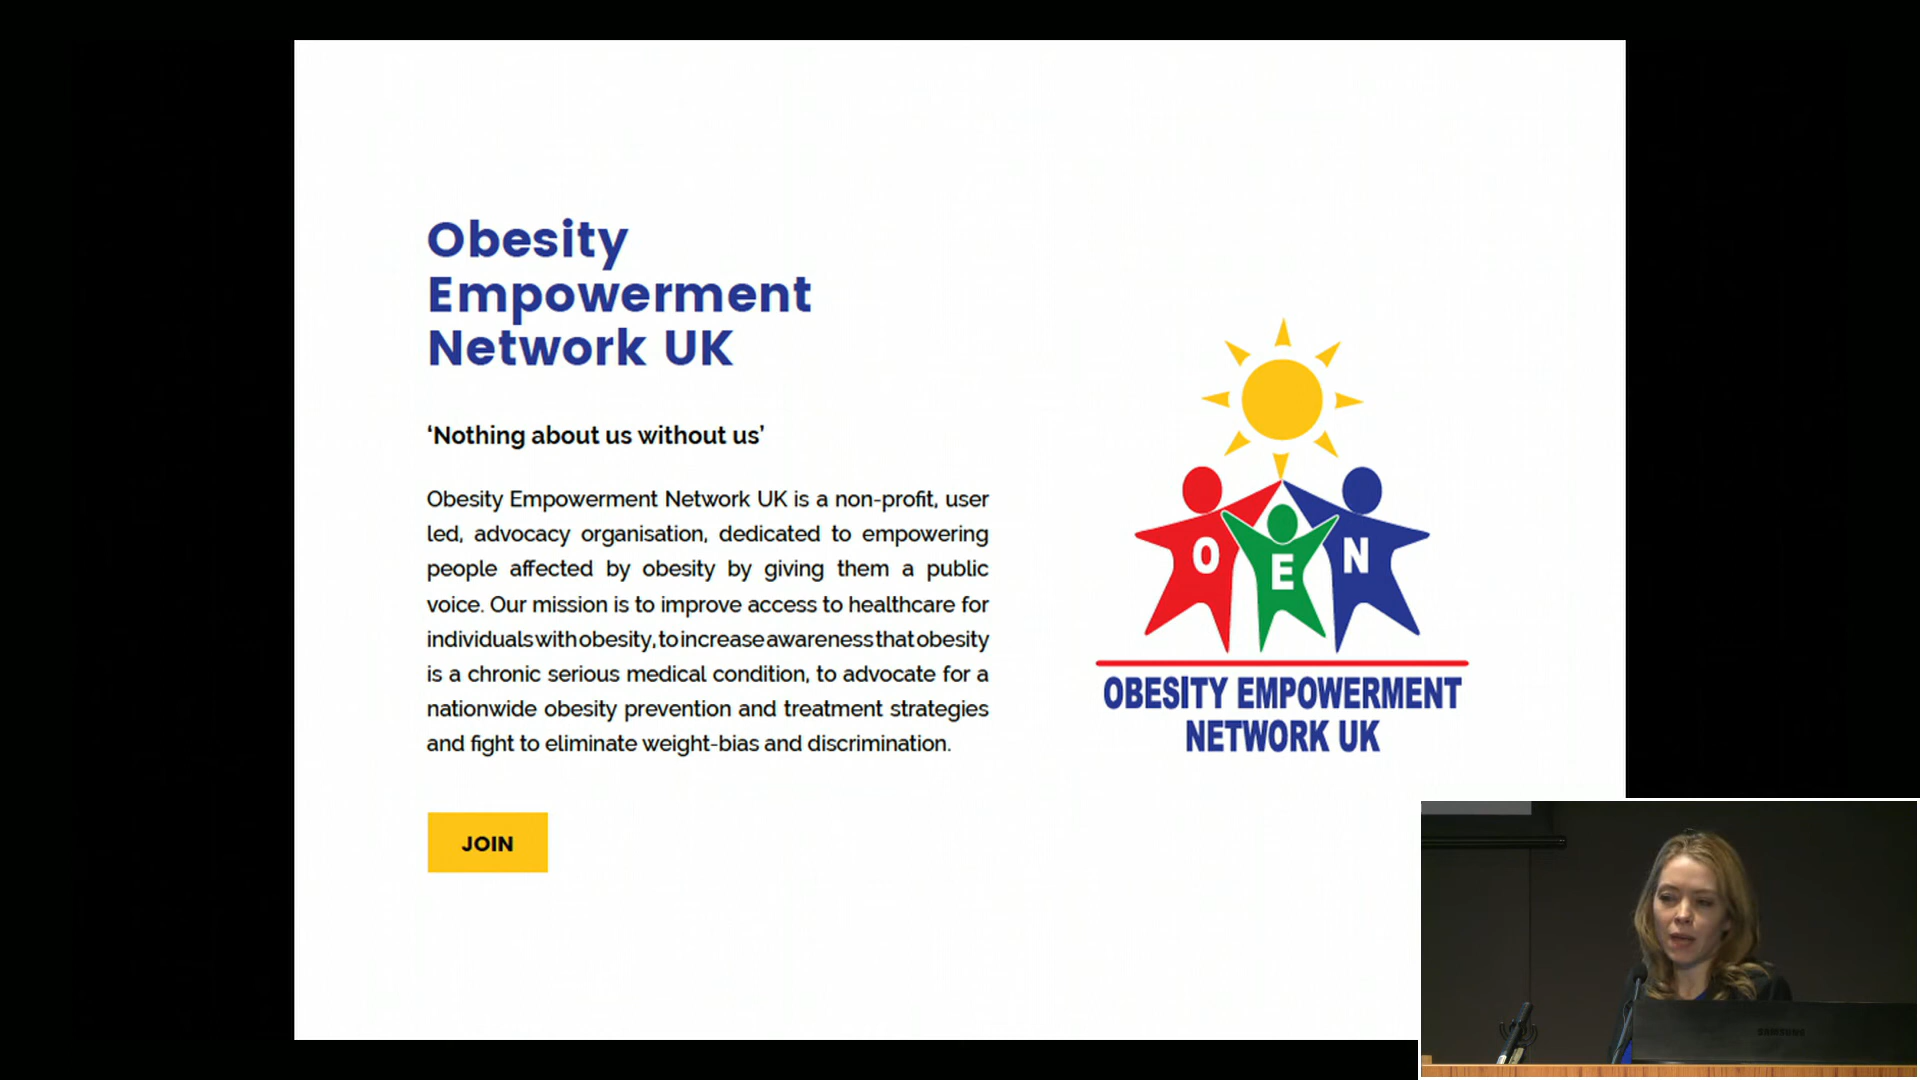 Obesity
Empowerment
Network UK
‘Nothing about us without us’
Obesity Empowerment Network UK is a non-profit, user
led, advocacy organisation, dedicated to empowering
people affected by obesity by giving them a public
voice. Our mission is to improve access to healthcare for
individuals with obesity, to increase awareness that obesity
is a chronic serious medical condition, to advocate for a
nationwide obesity prevention and treatment strategies
and fight to eliminate weight-bias and discrimination.
JOIN
O E N
OBESITY EMPOWERMENT
NETWORK UK
SAMSUNG